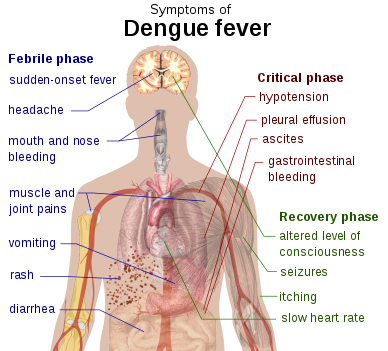 Symptoms of
Dengue fever
Febrile phase
sudden-onset fever
headache
mouth and nose
bleeding
muscle and
joint pains
vomiting
rash
diarrhea
Critical phase
hypotension
pleural effusion
ascites
gastrointestinal
bleeding
Recovery phase
altered level of
consciousness
seizures
itching
slow heart rate